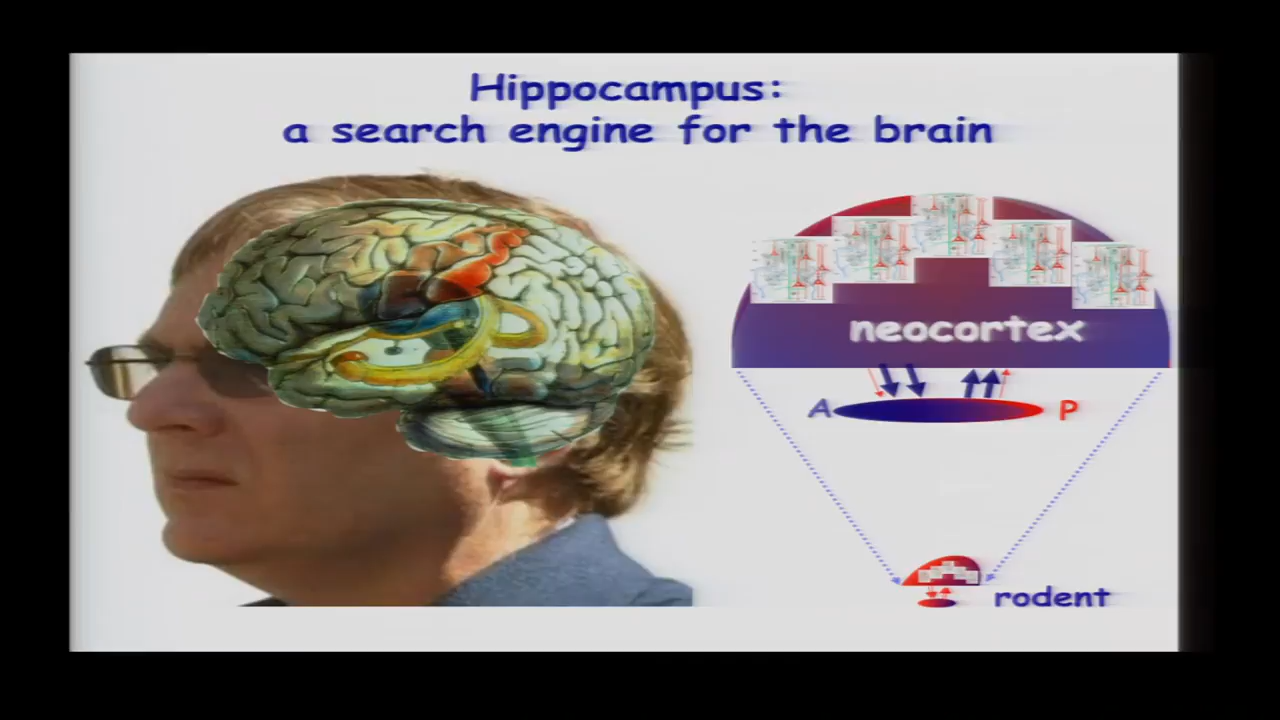 Hippocampus:
a search engine for the brain
neocortex
A
P
rodent